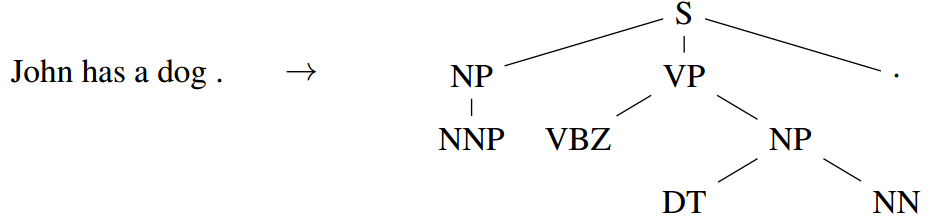 S
John has a dog . → NP VP .
NNP VBZ NP
DT NN